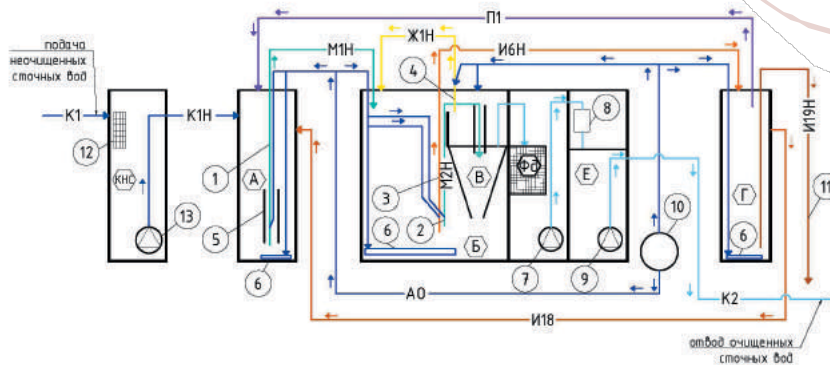 П1
Ж1Н
М1Н
И6Н
подача
неочищенных
сточных вод
К1
К1Н
4
8
И19Н
12
КНС
1
А
3
М2Н
В
ФД
Е
Г
11
13
5
6
2
Б
10
6
6
7
9
А0
К2
И18
отвод очищенных
сточных вод